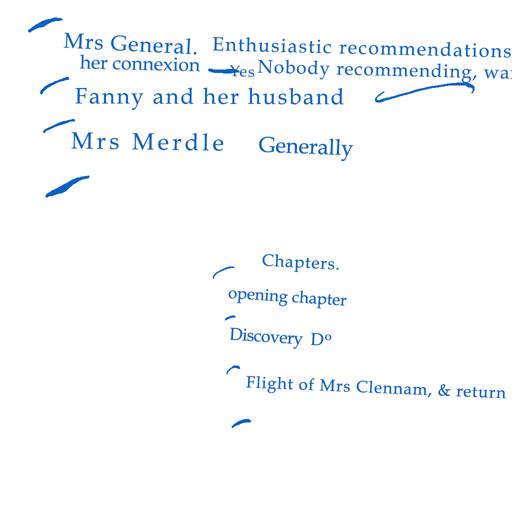 Mrs General. Enthusiastic recommendations
her connexion Yes Nobody recommending,
Fanny and her husband
Mrs Merdle Generally
Chapters.
opening chapter
Discovery Dº
Flight of Mrs Clennam, & return